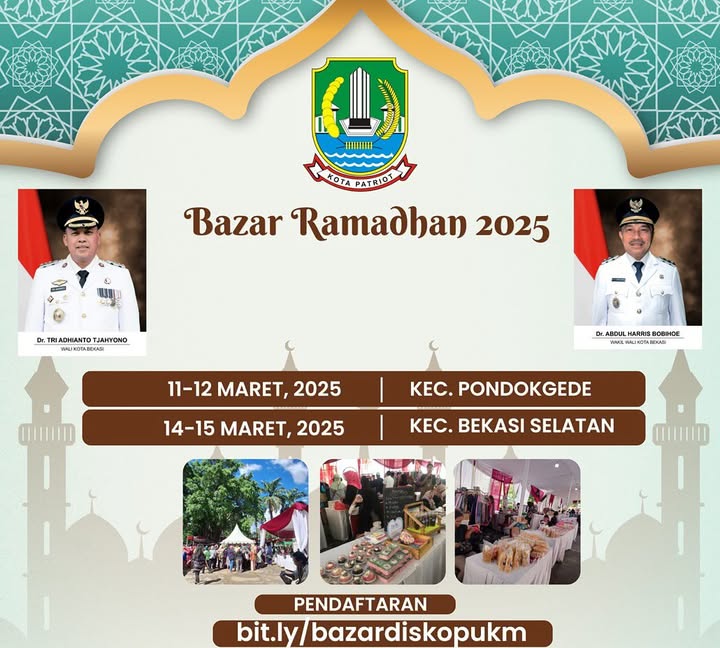 KOTA PATRIOT
Bazar Ramadhan 2025
Dr. TRI ADHIANTO TJAHYONO
WALI KOTA BEKASI
Dr. ABDUL HARRIS BOBIHOE
WAKIL WALI KOTA BEKASI
11-12 MARET, 2025 | KEC. PONDOKGEDE
14-15 MARET, 2025 | KEC. BEKASI SELATAN
PENDAFTARAN
bit.ly/bazardiskopukm